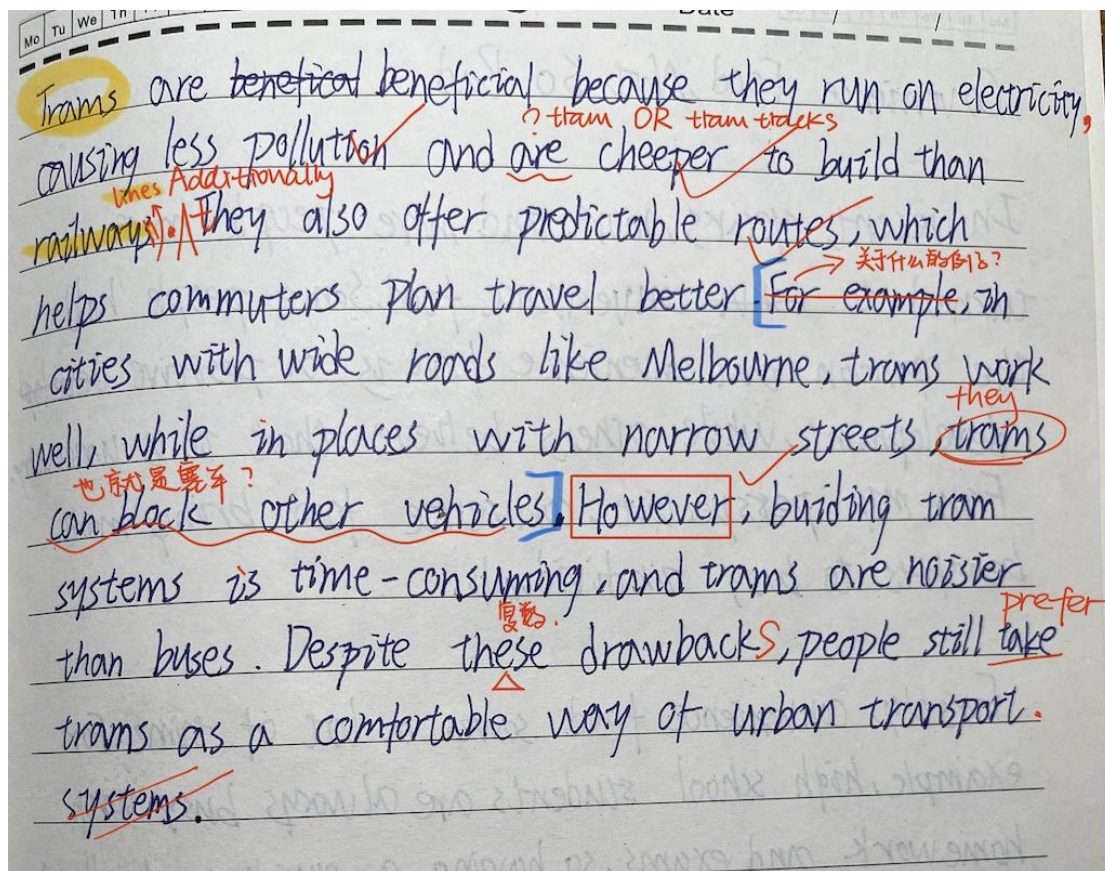 Mo Tu We Th Date / /
Trams are benefical beneficial because they run on electricity,
? tram OR tram tracks
causing less pollution and are cheeper to build than
lines Additionally
railways. They also offer predictable routes, which
关于什么的例子?
helps commuters plan travel better. For example, in
cities with wide roads like Melbourne, trams work
they
well, while in places with narrow streets, trams
也就是塞车?
can block other vehicles. However, buiding tram
systems is time-consuming, and trams are noister
复数. prefer
than buses. Despite these drawbacks, people still take
trams as a comfortable way of urban transport.
systems.